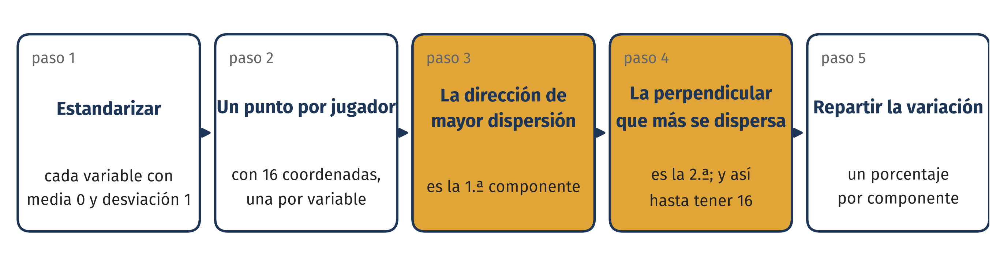 paso 1
Estandarizar
cada variable con
media 0 y desviación 1
paso 2
Un punto por jugador
con 16 coordenadas,
una por variable
paso 3
La dirección de
mayor dispersión
es la 1.ª componente
paso 4
La perpendicular
que más se dispersa
es la 2.ª; y así
hasta tener 16
paso 5
Repartir la variación
un porcentaje
por componente